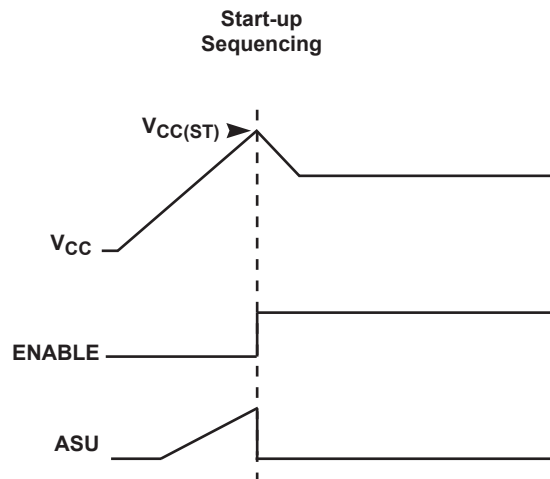 Start-up
Sequencing
VCC(ST)
VCC
ENABLE
ASU